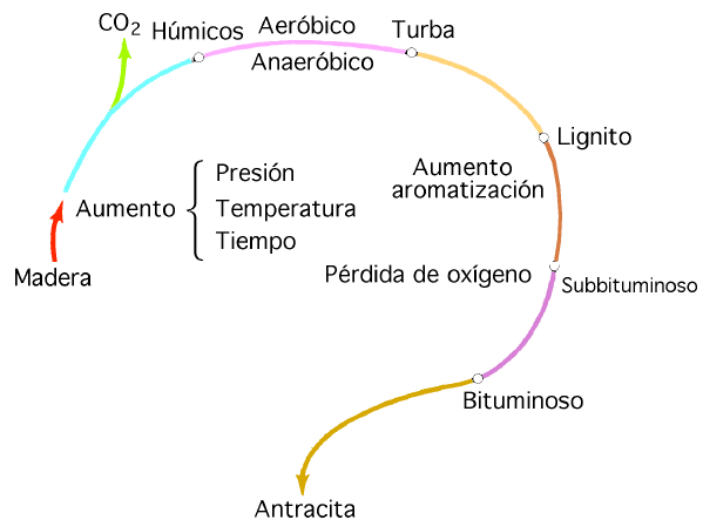 CO₂
Húmicos
Aeróbico
Anaeróbico
Turba
Lignito
Aumento
aromatización
Aumento
Presión
Temperatura
Tiempo
Madera
Pérdida de oxígeno
Subbituminoso
Bituminoso
Antracita